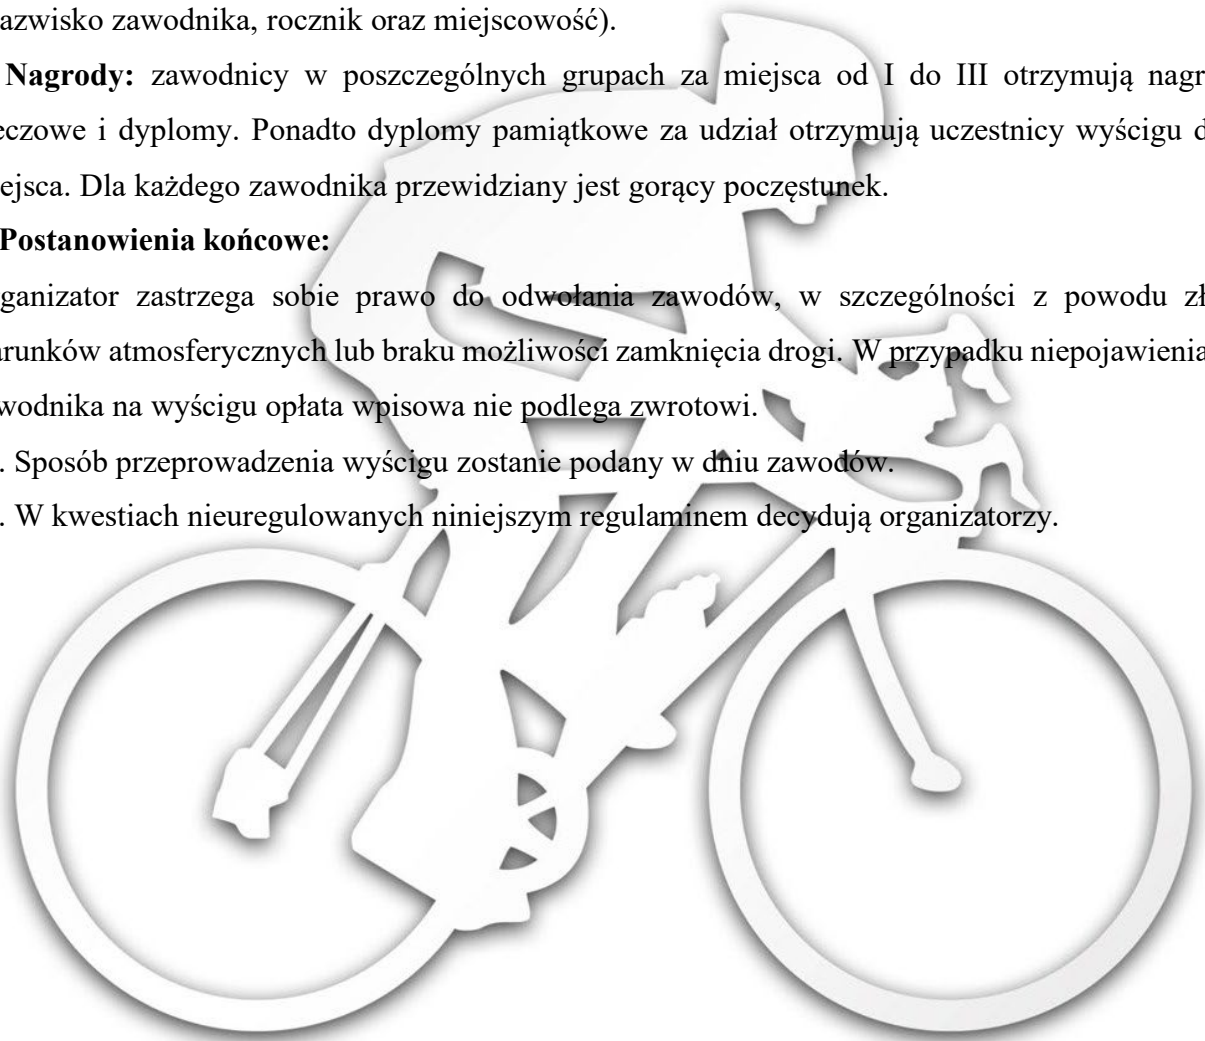 azwisko zawodnika, rocznik oraz miejscowość).
Nagrody: zawodnicy w poszczególnych grupach za miejsca od I do III otrzymują nagr
eczowe i dyplomy. Ponadto dyplomy pamiątkowe za udział otrzymują uczestnicy wyścigu d
ejsca. Dla każdego zawodnika przewidziany jest gorący poczęstunek.
Postanowienia końcowe:
ganizator zastrzega sobie prawo do odwołania zawodów, w szczególności z powodu zł
arunków atmosferycznych lub braku możliwości zamknięcia drogi. W przypadku niepojawienia
wodnika na wyścigu opłata wpisowa nie podlega zwrotowi.
. Sposób przeprowadzenia wyścigu zostanie podany w dniu zawodów.
. W kwestiach nieuregulowanych niniejszym regulaminem decydują organizatorzy.